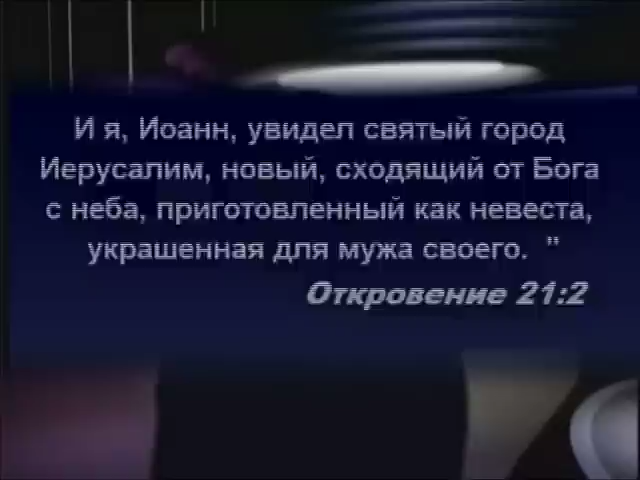 И я, Иоанн, увидел святый город
Иерусалим, новый, сходящий от Бога
с неба, приготовленный как невеста,
украшенная для мужа своего. "
Откровение 21:2